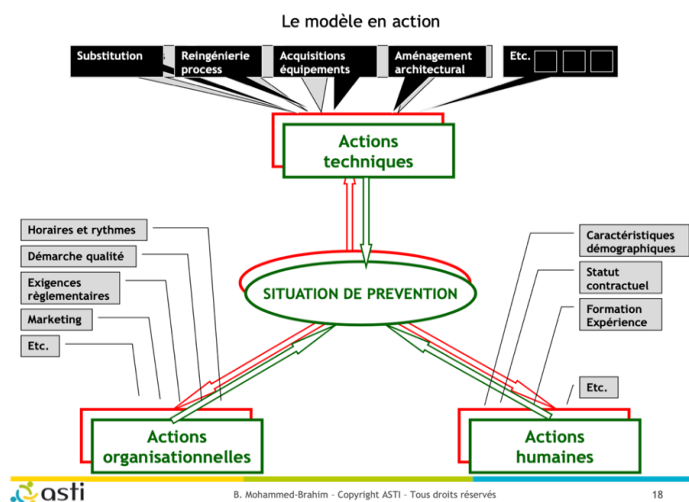 Le modèle en action
Substitution
Reingénierie
process
Acquisitions
équipements
Aménagement
architectural
Etc.
Actions
techniques
Horaires et rythmes
Démarche qualité
Exigences
règlementaires
Marketing
Etc.
SITUATION DE PREVENTION
Caractéristiques
démographiques
Statut
contractuel
Formation
Expérience
Etc.
Actions
organisationnelles
Actions
humaines
asti
B. Mohammed-Brahim - Copyright ASTI - Tous droits réservés
18